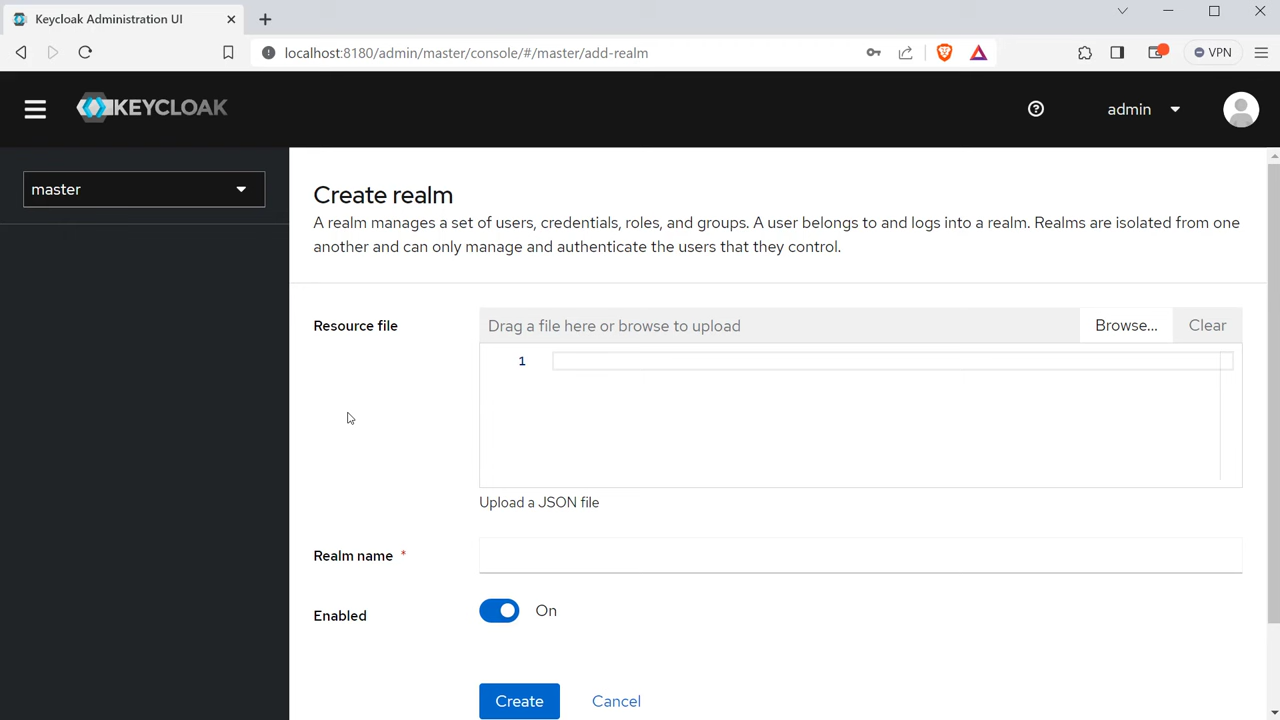 Keycloak Administration UI
localhost:8180/admin/master/console/#/master/add-realm
VPN
KEYCLOAK
admin
master
Create realm
A realm manages a set of users, credentials, roles, and groups. A user belongs to and logs into a realm. Realms are isolated from one
another and can only manage and authenticate the users that they control.
Resource file
Drag a file here or browse to upload
Browse...
Clear
1
Upload a JSON file
Realm name *
Enabled
On
Create
Cancel